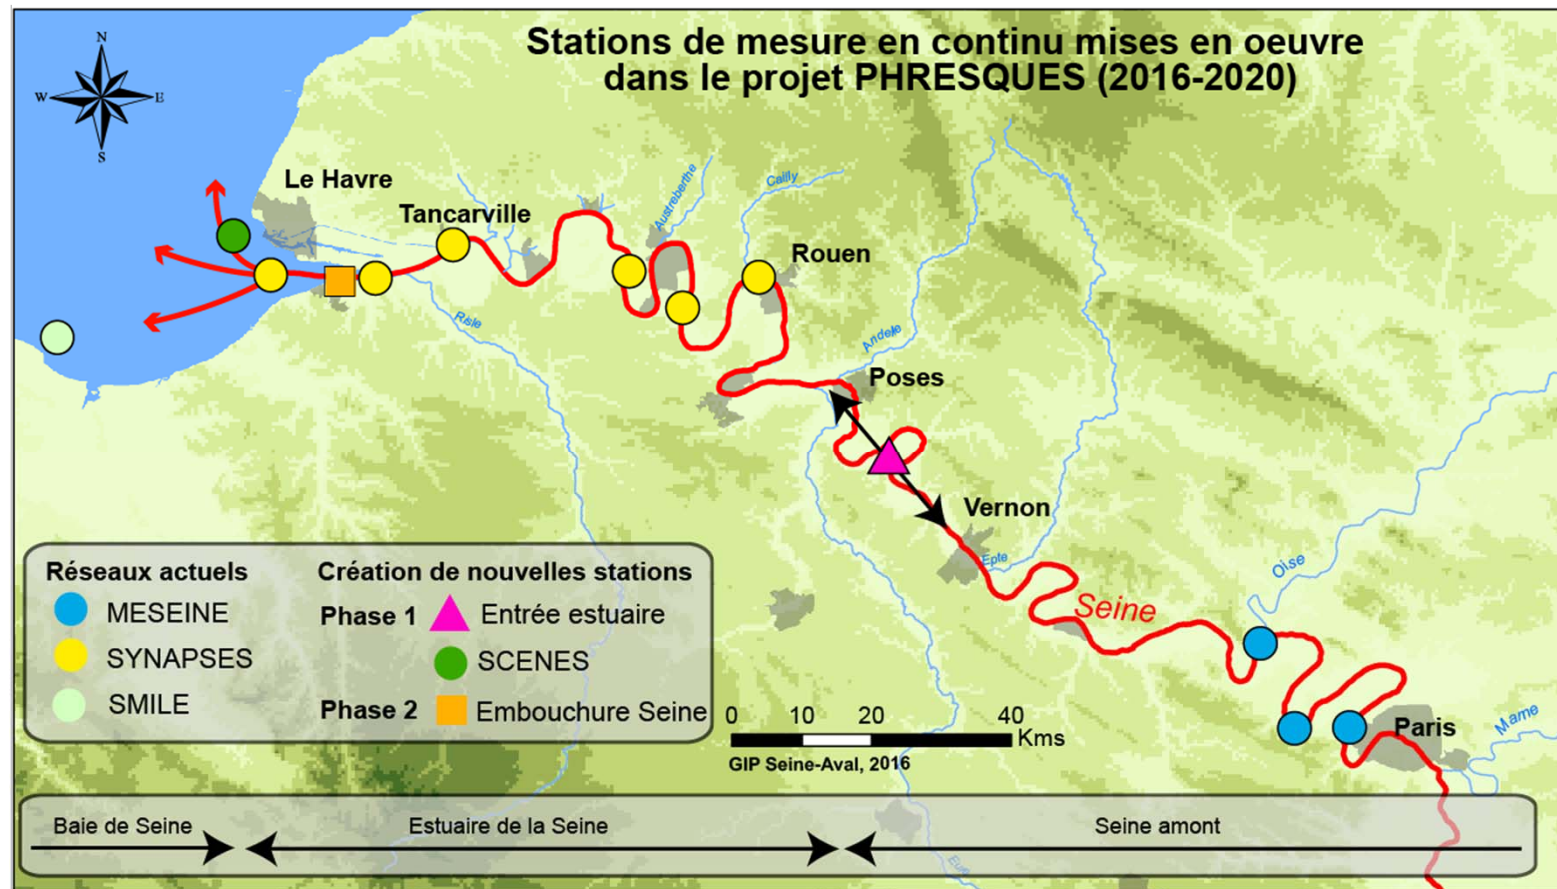 Stations de mesure en continu mises en oeuvre
dans le projet PHRESQUES (2016-2020)
N
W
E
S
Le Havre
Tancarville
Austreberthe
Cailly
Rouen
Risle
Andelle
Poses
Vernon
Epte
Seine
Oise
Paris
Marne
Eure
Réseaux actuels
MESEINE
SYNAPSES
SMILE
Création de nouvelles stations
Phase 1
Entrée estuaire
SCENES
Phase 2
Embouchure Seine
0 10 20 40
Kms
GIP Seine-Aval, 2016
Baie de Seine
Estuaire de la Seine
Seine amont